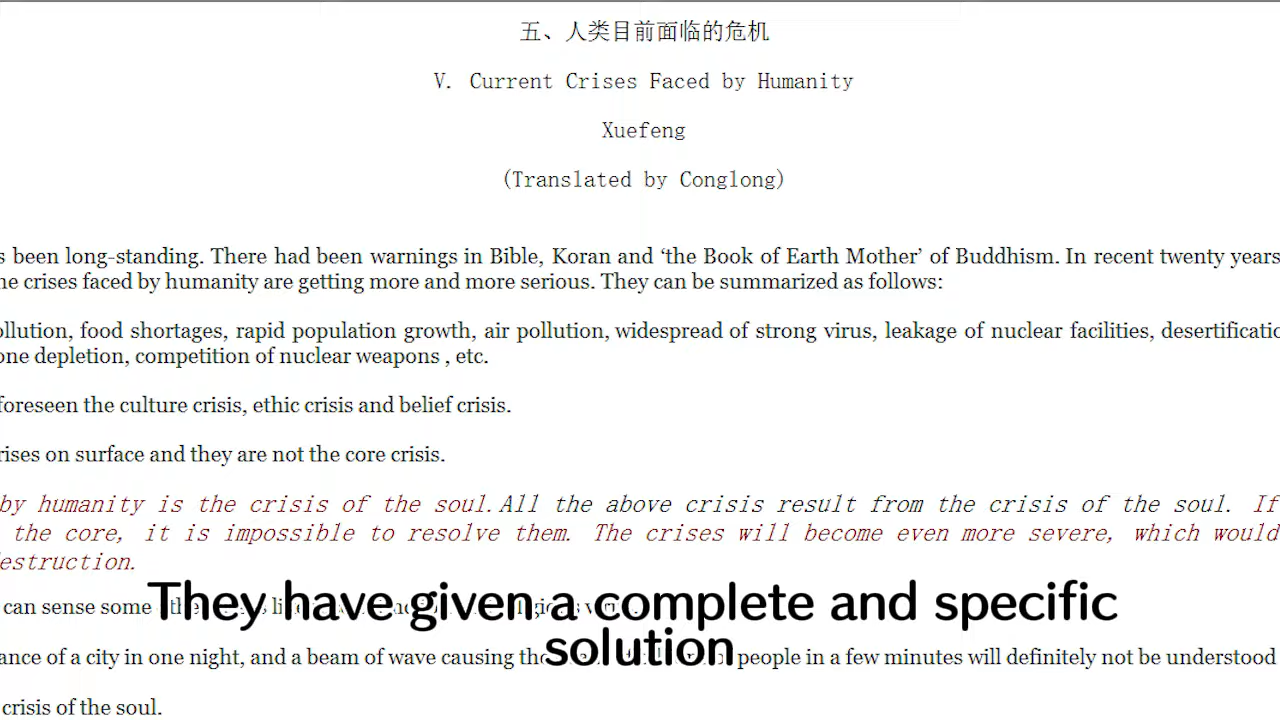 五、人类目前面临的危机
V. Current Crises Faced by Humanity
Xuefeng
(Translated by Conglong)
s been long-standing. There had been warnings in Bible, Koran and ‘the Book of Earth Mother’ of Buddhism. In recent twenty years
he crises faced by humanity are getting more and more serious. They can be summarized as follows:
ollution, food shortages, rapid population growth, air pollution, widespread of strong virus, leakage of nuclear facilities, desertificatio
one depletion, competition of nuclear weapons , etc.
foreseen the culture crisis, ethic crisis and belief crisis.
rises on surface and they are not the core crisis.
by humanity is the crisis of the soul.All the above crisis result from the crisis of the soul. If
the core, it is impossible to resolve them. The crises will become even more severe, which would
estruction.
can sense some
They have given a complete and specific
solution
ance of a city in one night, and a beam of wave causing the people in a few minutes will definitely not be understood
crisis of the soul.